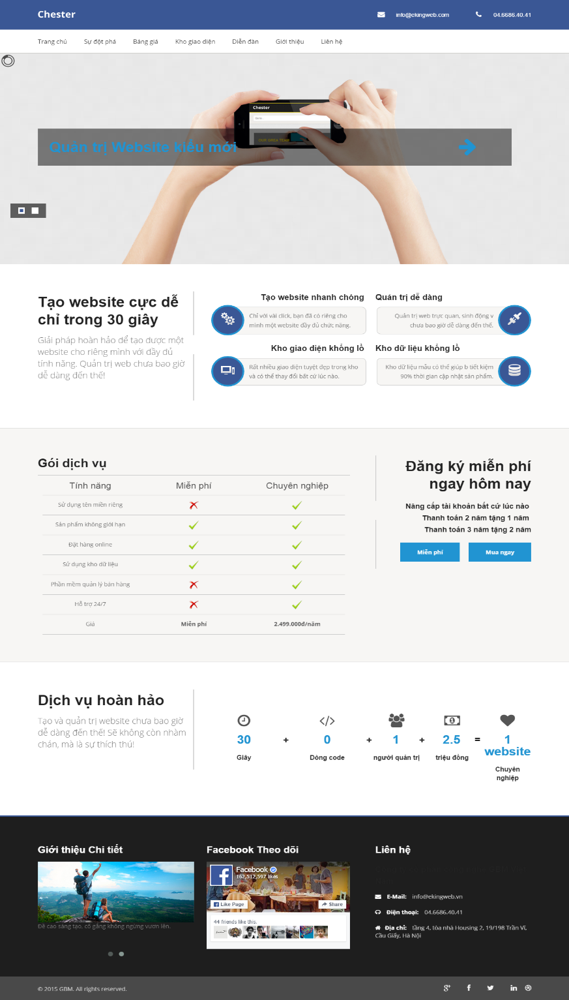 Chester
info@ekingweb.com
04.6686.40.41
Trang chủ Sự đột phá Bảng giá Kho giao diện Diễn đàn Giới thiệu Liên hệ
Chester
Quản trị Website kiểu mới
Tạo website cực dễ
chỉ trong 30 giây
Giải pháp hoàn hảo để tạo được một
website cho riêng mình với đầy đủ
tính năng. Quản trị web chưa bao giờ
dễ dàng đến thế!
Tạo website nhanh chóng
Chỉ với vài click, bạn đã có riêng cho
mình một website đầy đủ chức năng.
Quản trị dễ dàng
Quản trị web trực quan, sinh động v
chưa bao giờ dễ dàng đến thế.
Kho giao diện khổng lồ
Rất nhiều giao diện tuyệt đẹp trong kho
và có thể thay đổi bất cứ lúc nào.
Kho dữ liệu khổng lồ
Kho dữ liệu mẫu có thể giúp b tiết kiệm
90% thời gian cập nhật sản phẩm.
Gói dịch vụ
Tính năng Miễn phí Chuyên nghiệp
Sử dụng tên miền riêng
Sản phẩm không giới hạn
Đặt hàng online
Sử dụng kho dữ liệu
Phần mềm quản lý bán hàng
Hỗ trợ 24/7
Giá Miễn phí 2.499.000đ/năm
Đăng ký miễn phí
ngay hôm nay
Nâng cấp tài khoản bất cứ lúc nào
Thanh toán 2 năm tặng 1 năm
Thanh toán 3 năm tặng 2 năm
Miễn phí Mua ngay
Dịch vụ hoàn hảo
Tạo và quản trị website chưa bao giờ
dễ dàng đến thế! Sẽ không còn nhàm
chán, mà là sự thích thú!
30 + 0 + 1 + 2.5 = 1
website
Giây Dòng code người quản trị triệu đồng Chuyên
nghiệp
Giới thiệu Chi tiết
Đề cao sáng tạo, cố gắng không ngừng vươn lên.
Facebook Theo dõi
Facebook
162,512,597 likes
Like Page Share
44 friends like this.
Liên hệ
E-Mail: info@ekingweb.vn
Điện thoại: 04.6686.40.41
Địa chỉ: tầng 4, tòa nhà Housing 2, 19/198 Trần Vĩ,
Cầu Giấy, Hà Nội
© 2015 GBM. All rights reserved.